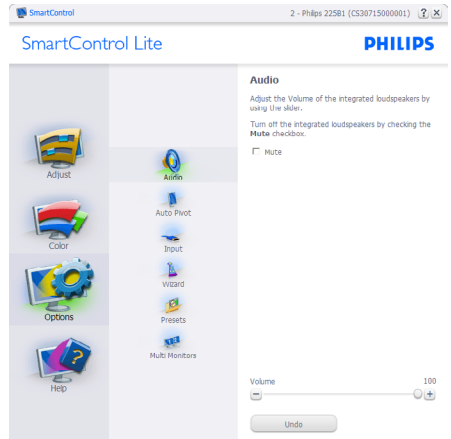 SmartControl
2 - Philips 225B1 (CS30715000001) ? X
SmartControl Lite
PHILIPS
Adjust
Color
Options
Help
Audio
Auto Pivot
Input
Wizard
Presets
Multi Monitors
Audio
Adjust the Volume of the integrated loudspeakers by
using the slider.
Turn off the integrated loudspeakers by checking the
Mute checkbox.
Mute
Volume 100
Undo